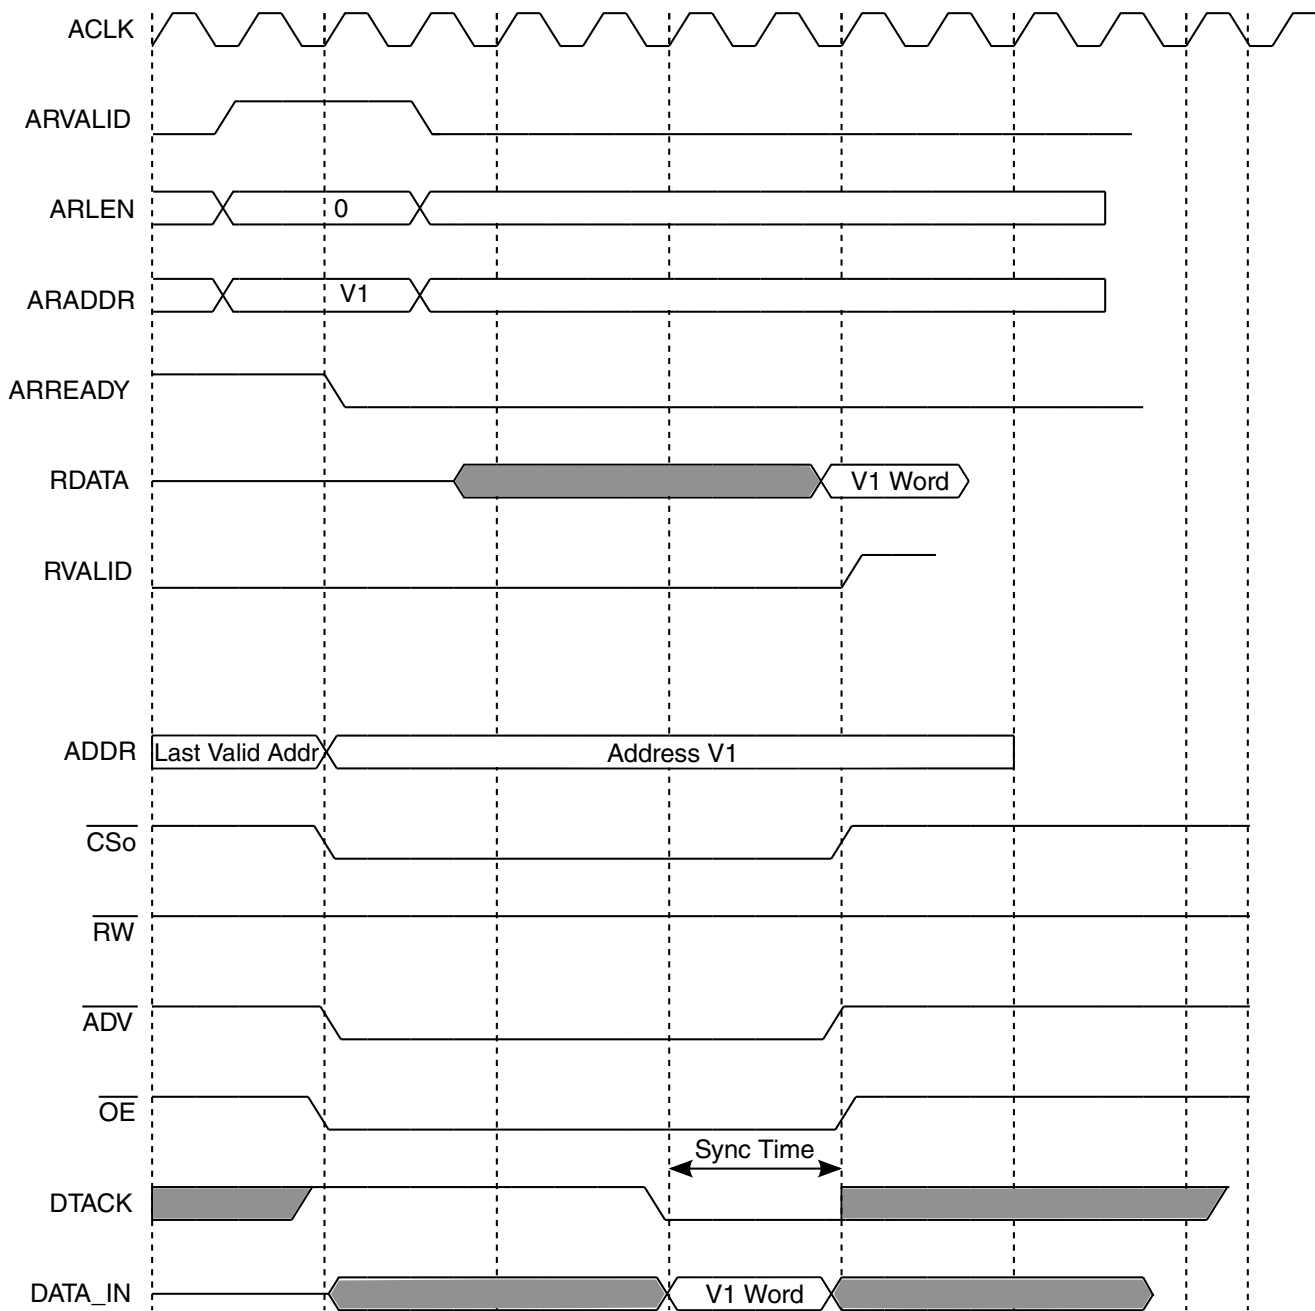 ACLK
ARVALID
ARLEN 0
ARADDR V1
ARREADY
RDATA V1 Word
RVALID
ADDR Last Valid Addr Address V1
CSo
RW
ADV
OE
Sync Time
DTACK
DATA_IN V1 Word